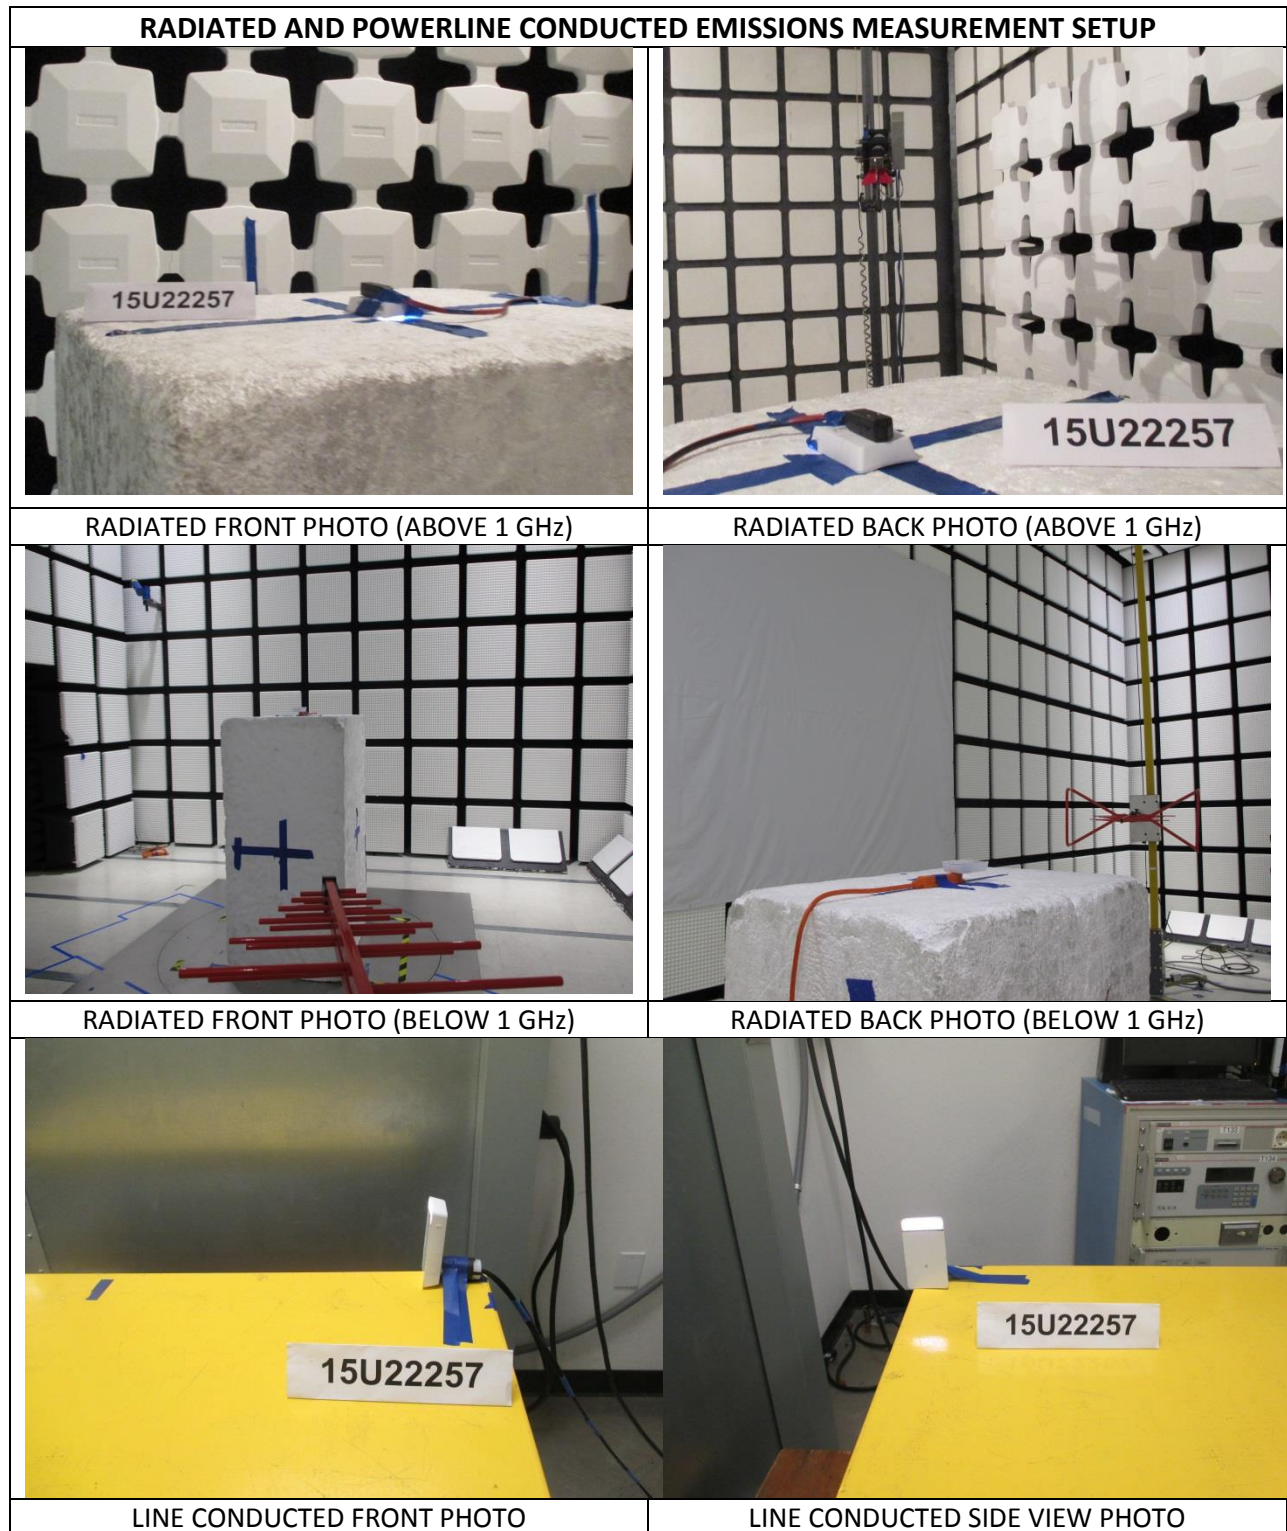 RADIATED AND POWERLINE CONDUCTED EMISSIONS MEASUREMENT SETUP
15U22257
15U22257
RADIATED FRONT PHOTO (ABOVE 1 GHz)
RADIATED BACK PHOTO (ABOVE 1 GHz)
RADIATED FRONT PHOTO (BELOW 1 GHz)
RADIATED BACK PHOTO (BELOW 1 GHz)
T130
T134
15U22257
15U22257
LINE CONDUCTED FRONT PHOTO
LINE CONDUCTED SIDE VIEW PHOTO